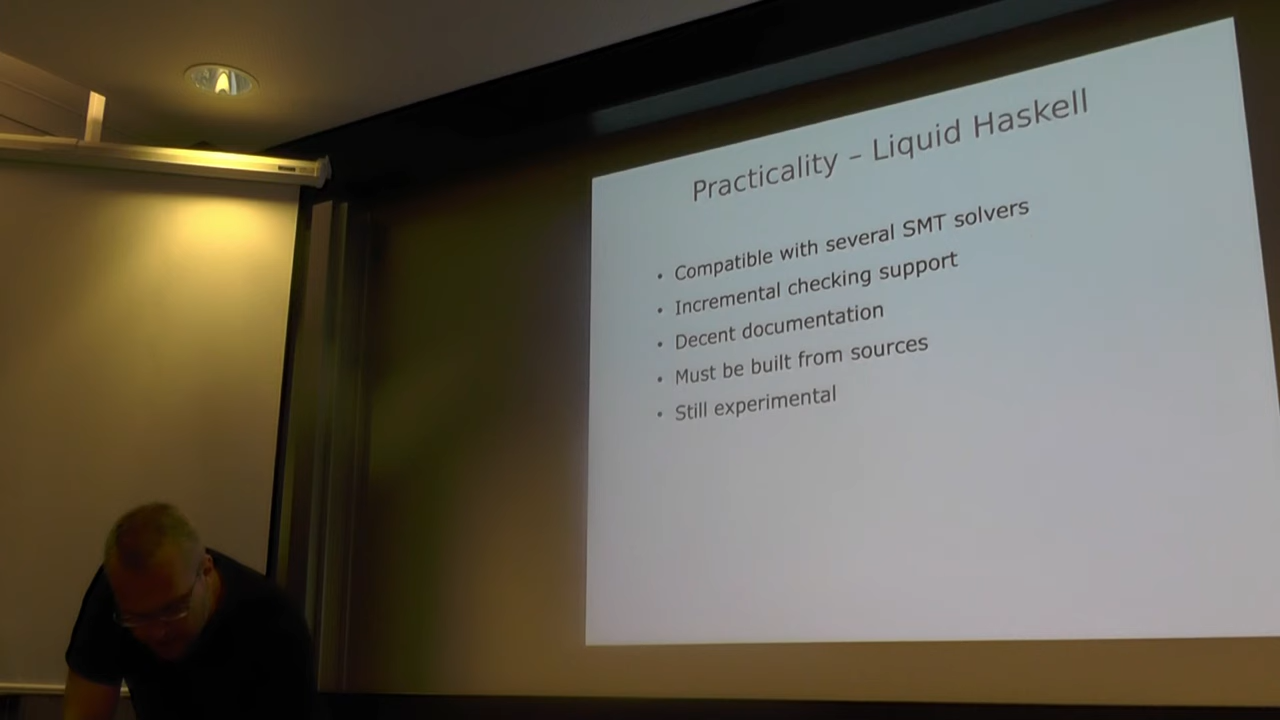 Practicality – Liquid Haskell
• Compatible with several SMT solvers
• Incremental checking support
• Decent documentation
• Must be built from sources
• Still experimental